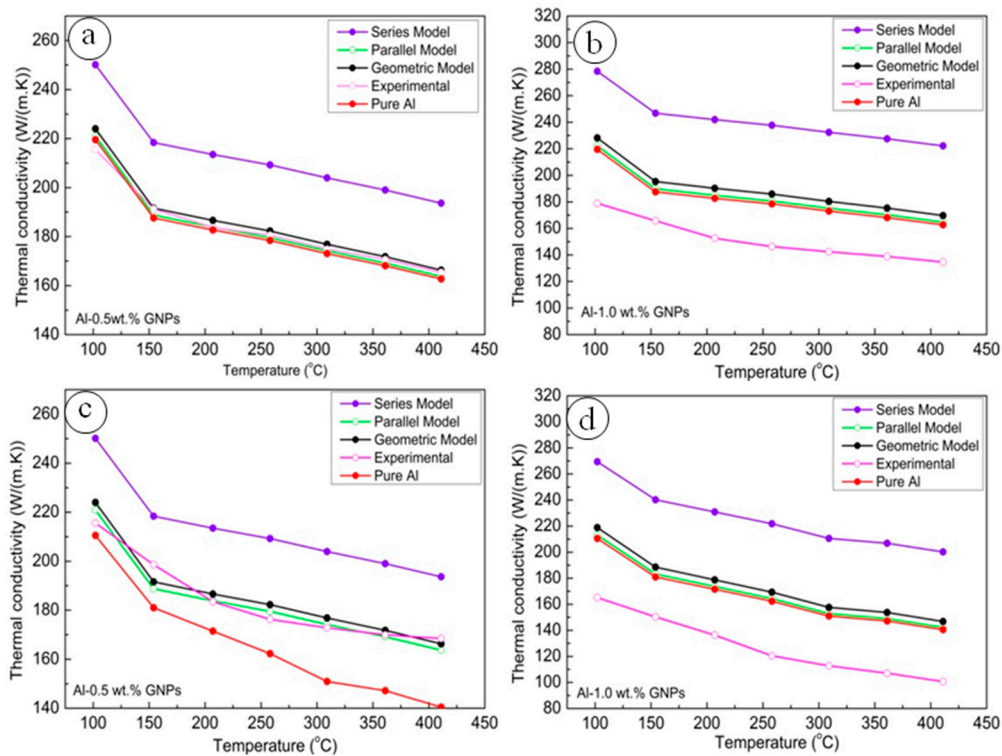 a
Thermal conductivity (W/(m.K))
260
240
220
200
180
160
140
Series Model
Parallel Model
Geometric Model
Experimental
Pure Al
Al-0.5wt.% GNPs
100 150 200 250 300 350 400 450
Temperature (°C)
b
Thermal conductivity (W/(m.K))
320
300
280
260
240
220
200
180
160
140
120
100
80
Series Model
Parallel Model
Geometric Model
Experimental
Pure Al
Al-1.0 wt.% GNPs
100 150 200 250 300 350 400 450
Temperature (°C)
c
Thermal conductivity (W/(m.K))
260
240
220
200
180
160
140
Series Model
Parallel Model
Geometric Model
Experimental
Pure Al
Al-0.5 wt.% GNPs
100 150 200 250 300 350 400 450
Temperature (°C)
d
Thermal conductivity (W/(m.K))
320
300
280
260
240
220
200
180
160
140
120
100
80
Series Model
Parallel Model
Geometric Model
Experimental
Pure Al
Al-1.0 wt.% GNPs
100 150 200 250 300 350 400 450
Temperature (°C)